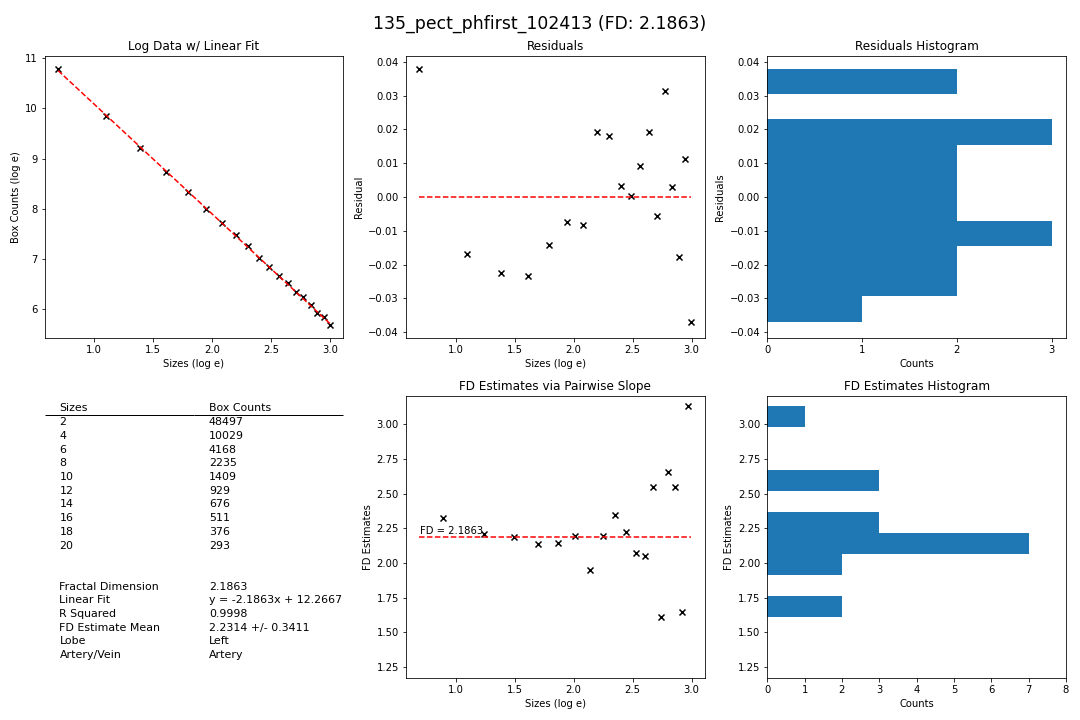 135_pect_phfirst_102413 (FD: 2.1863)
Log Data w/ Linear Fit
Residuals
Residuals Histogram
11
10
9
8
7
6
Box Counts (log e)
1.0 1.5 2.0 2.5 3.0
Sizes (log e)
0.04
0.03
0.02
0.01
0.00
−0.01
−0.02
−0.03
−0.04
Residual
1.0 1.5 2.0 2.5 3.0
Sizes (log e)
0.04
0.03
0.02
0.01
0.00
−0.01
−0.02
−0.03
−0.04
Residuals
0 1 2 3
Counts
Sizes Box Counts
2 48497
4 10029
6 4168
8 2235
10 1409
12 929
14 676
16 511
18 376
20 293
Fractal Dimension 2.1863
Linear Fit y = -2.1863x + 12.2667
R Squared 0.9998
FD Estimate Mean 2.2314 +/- 0.3411
Lobe Left
Artery/Vein Artery
FD Estimates via Pairwise Slope
3.00
2.75
2.50
2.25
2.00
1.75
1.50
1.25
FD Estimates
FD = 2.1863
1.0 1.5 2.0 2.5 3.0
Sizes (log e)
FD Estimates Histogram
3.00
2.75
2.50
2.25
2.00
1.75
1.50
1.25
FD Estimates
0 1 2 3 4 5 6 7 8
Counts